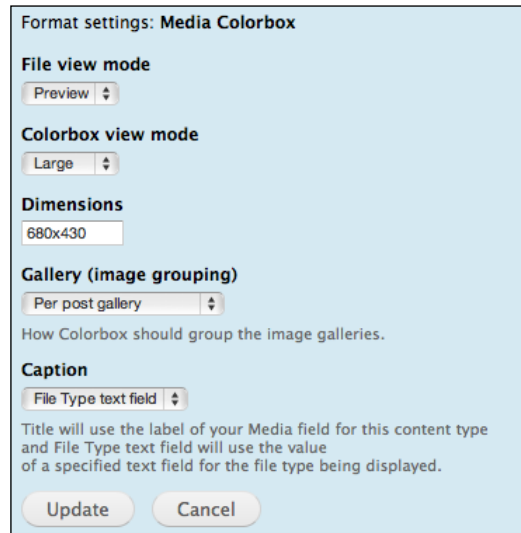 Format settings: Media Colorbox
File view mode
Preview
Colorbox view mode
Large
Dimensions
680x430
Gallery (image grouping)
Per post gallery
How Colorbox should group the image galleries.
Caption
File Type text field
Title will use the label of your Media field for this content type
and File Type text field will use the value
of a specified text field for the file type being displayed.
Update Cancel